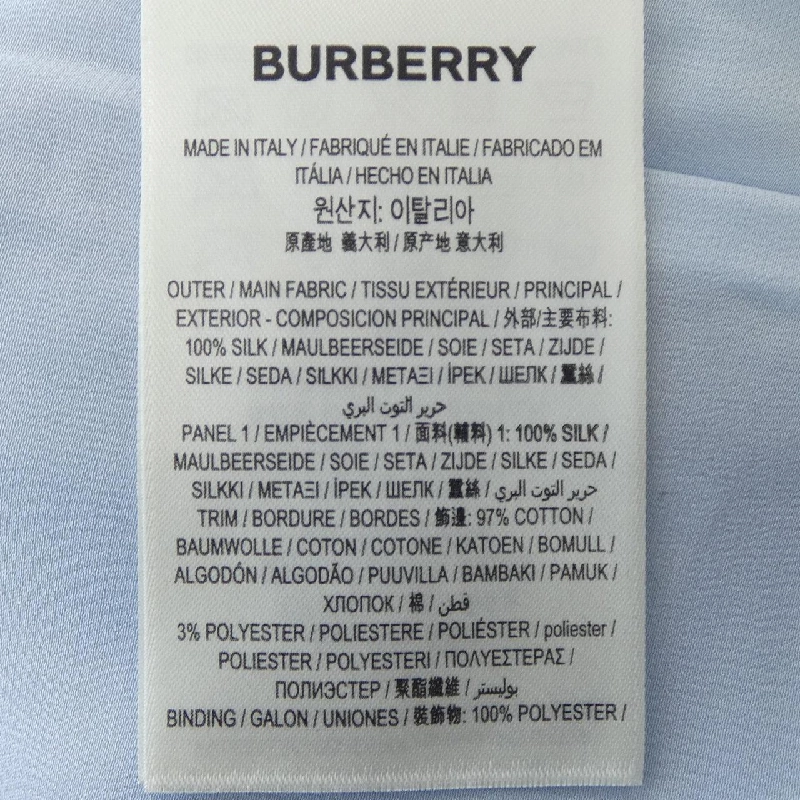 BURBERRY
MADE IN ITALY / FABRIQUÉ EN ITALIE / FABRICADO EM
ITÁLIA / HECHO EN ITALIA
원산지: 이탈리아
原產地 義大利 / 原产地 意大利
OUTER / MAIN FABRIC / TISSU EXTÉRIEUR / PRINCIPAL /
EXTERIOR - COMPOSICION PRINCIPAL / 外部/主要布料:
100% SILK / MAULBEERSEIDE / SOIE / SETA / ZIJDE /
SILKE / SEDA / SILKKI / ΜΕΤΑΞΙ / İPEK / ШЕЛК / 蠶絲 /
حرير التوت البري
PANEL 1 / EMPIÈCEMENT 1 / 面料(輔料) 1: 100% SILK /
MAULBEERSEIDE / SOIE / SETA / ZIJDE / SILKE / SEDA /
SILKKI / ΜΕΤΑΞΙ / İPEK / ШЕЛК / 蠶絲 / حرير التوت البري
TRIM / BORDURE / BORDES / 飾邊: 97% COTTON /
BAUMWOLLE / COTON / COTONE / KATOEN / BOMULL /
ALGODÓN / ALGODÃO / PUUVILLA / ΒΑΜΒΑΚΙ / PAMUK /
ХЛОПОК / 棉 / قطن
3% POLYESTER / POLIESTERE / POLIÉSTER / poliester /
POLIESTER / POLYESTERI / ΠΟΛΥΕΣΤΕΡΑΣ /
ПОЛИЭСТЕР / 聚酯纖維 / بوليستر
BINDING / GALON / UNIONES / 裝飾物: 100% POLYESTER /